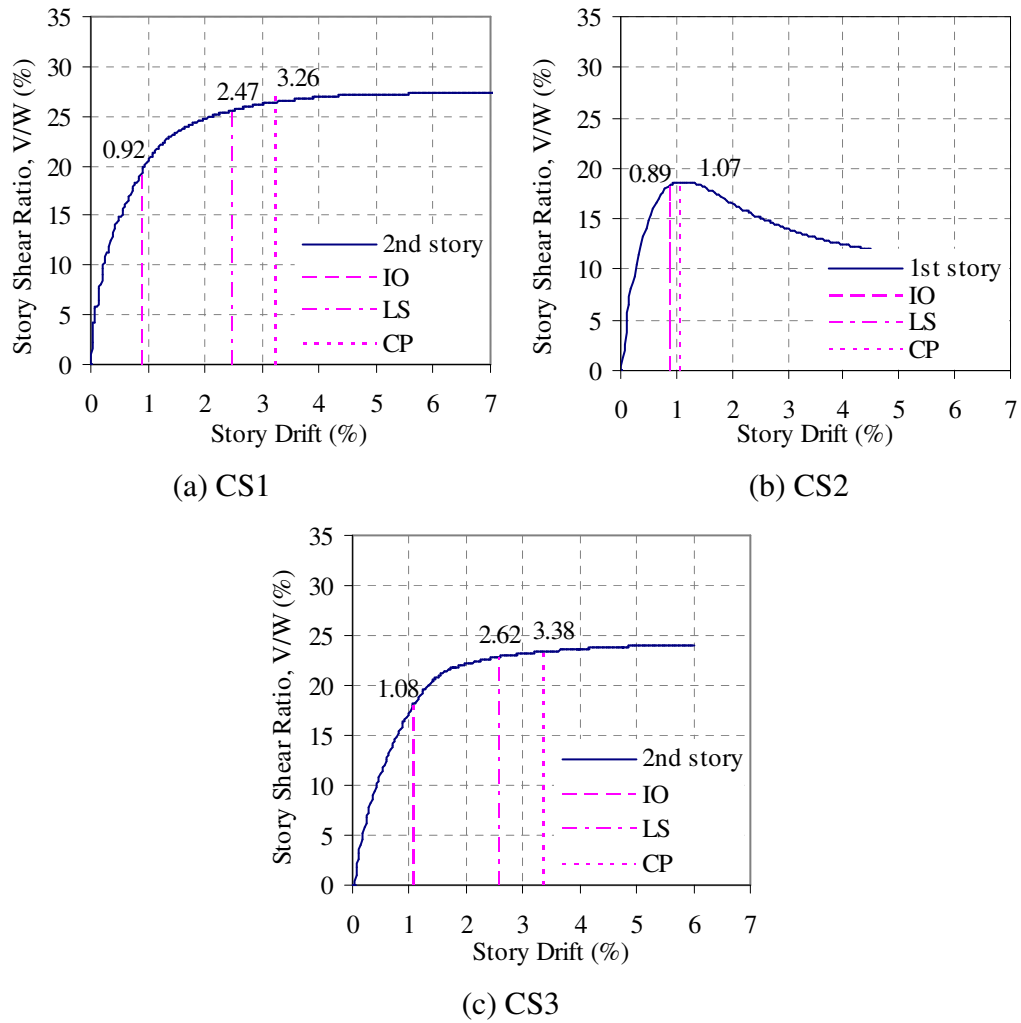 Story Shear Ratio, V/W (%)
35
30
25
20
15
10
5
0
0.92
2.47
3.26
2nd story
IO
LS
CP
0 1 2 3 4 5 6 7
Story Drift (%)
(a) CS1
Story Shear Ratio, V/W (%)
35
30
25
20
15
10
5
0
0.89
1.07
1st story
IO
LS
CP
0 1 2 3 4 5 6 7
Story Drift (%)
(b) CS2
Story Shear Ratio, V/W (%)
35
30
25
20
15
10
5
0
1.08
2.62
3.38
2nd story
IO
LS
CP
0 1 2 3 4 5 6 7
Story Drift (%)
(c) CS3